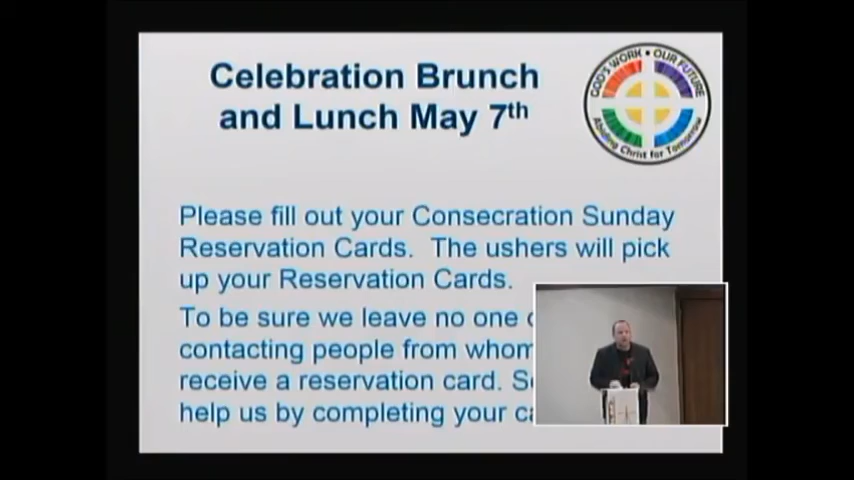 Celebration Brunch
and Lunch May 7th
GOD'S WORK • OUR FUTURE
Abiding Christ for Tomorrow
Please fill out your Consecration Sunday
Reservation Cards. The ushers will pick
up your Reservation Cards.
To be sure we leave no one
contacting people from whom
receive a reservation card.
help us by completing your